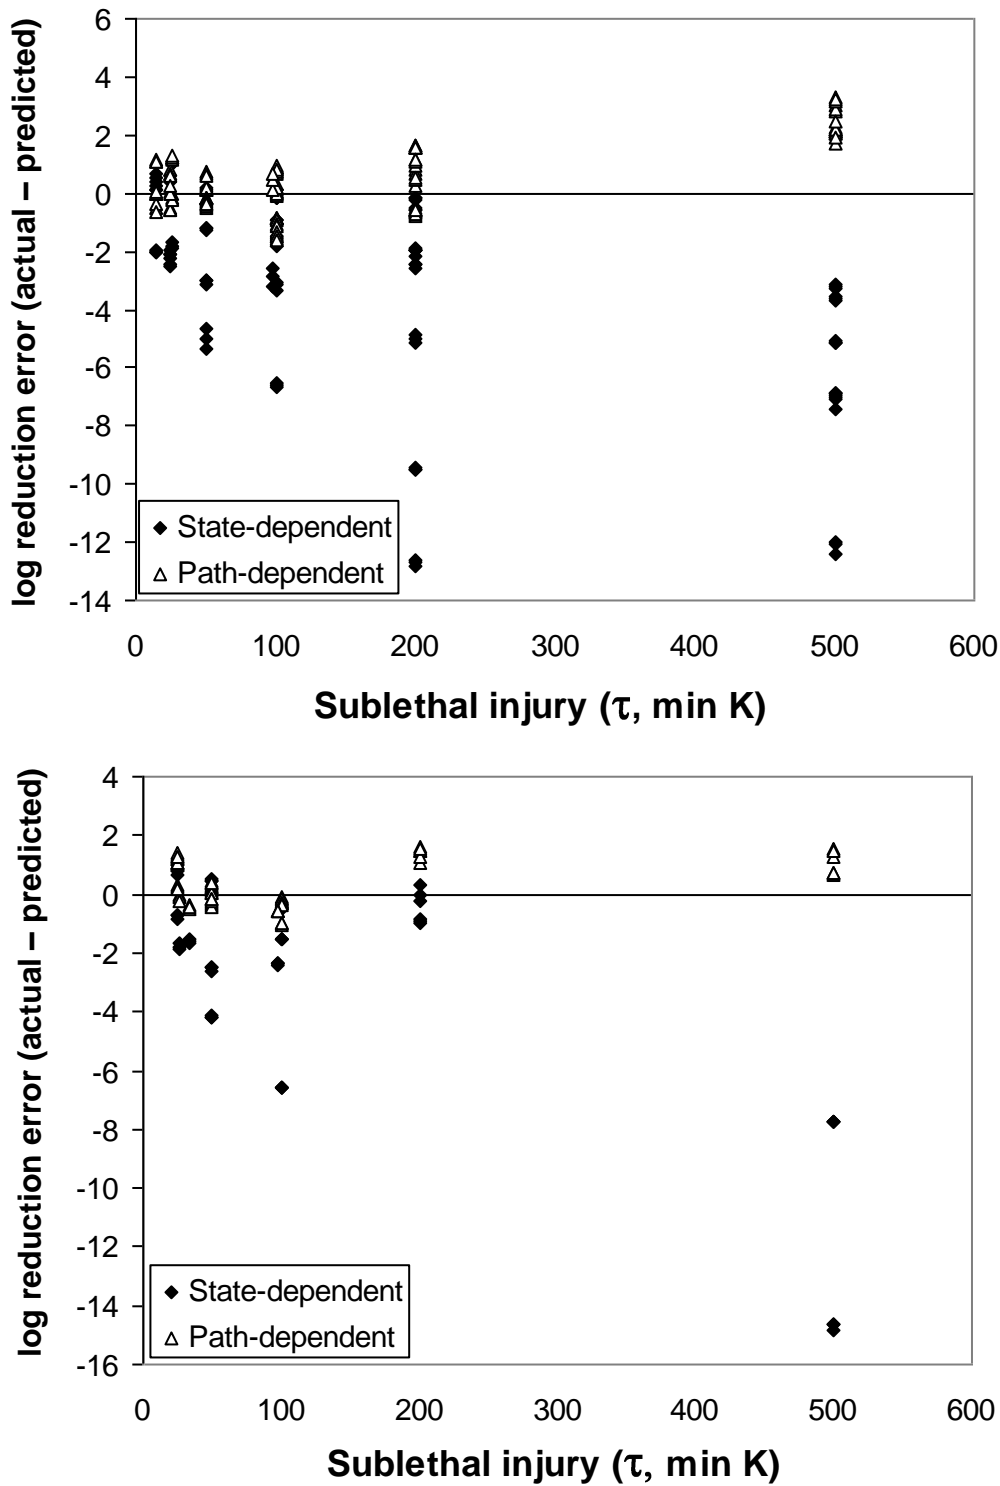 log reduction error (actual – predicted)
6
4
2
0
-2
-4
-6
-8
-10
-12
-14
State-dependent
Path-dependent
0 100 200 300 400 500 600
Sublethal injury (τ, min K)
log reduction error (actual – predicted)
4
2
0
-2
-4
-6
-8
-10
-12
-14
-16
State-dependent
Path-dependent
0 100 200 300 400 500 600
Sublethal injury (τ, min K)